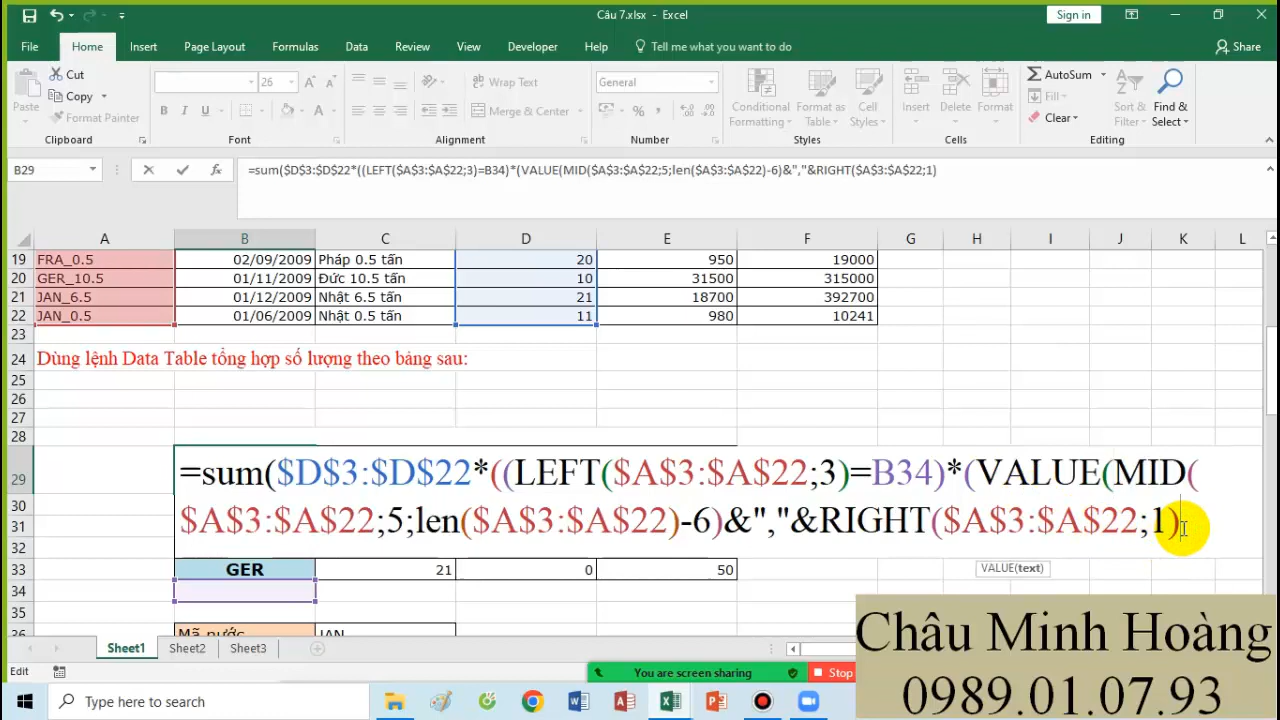 Câu 7.xlsx - Excel
Sign in
File Home Insert Page Layout Formulas Data Review View Developer Help Tell me what you want to do Share
Paste
Cut
Copy
Format Painter
Clipboard
26
B I U
Font
Wrap Text
Merge & Center
Alignment
General
Number
Conditional Formatting
Format as Table
Cell Styles
Styles
Insert Delete Format
Cells
AutoSum
Fill
Clear
Sort & Filter
Find & Select
Editing
B29 fx =sum($D$3:$D$22*((LEFT($A$3:$A$22;3)=B34)*(VALUE(MID($A$3:$A$22;5;len($A$3:$A$22)-6)&","&RIGHT($A$3:$A$22;1)
A B C D E F G H I J K L
19 FRA_0.5 02/09/2009 Pháp 0.5 tấn 20 950 19000
20 GER_10.5 01/11/2009 Đức 10.5 tấn 10 31500 315000
21 JAN_6.5 01/12/2009 Nhật 6.5 tấn 21 18700 392700
22 JAN_0.5 01/06/2009 Nhật 0.5 tấn 11 980 10241
23
24 Dùng lệnh Data Table tổng hợp số lượng theo bảng sau:
25
26
27
28
29 =sum($D$3:$D$22*((LEFT($A$3:$A$22;3)=B34)*(VALUE(MID(
$A$3:$A$22;5;len($A$3:$A$22)-6)&","&RIGHT($A$3:$A$22;1)
30
31
32
33 GER 21 0 50
VALUE(text)
34
35
Mã nước JAN
Sheet1 Sheet2 Sheet3
Edit
You are screen sharing Stop
Type here to search
Châu Minh Hoàng
0989.01.07.93